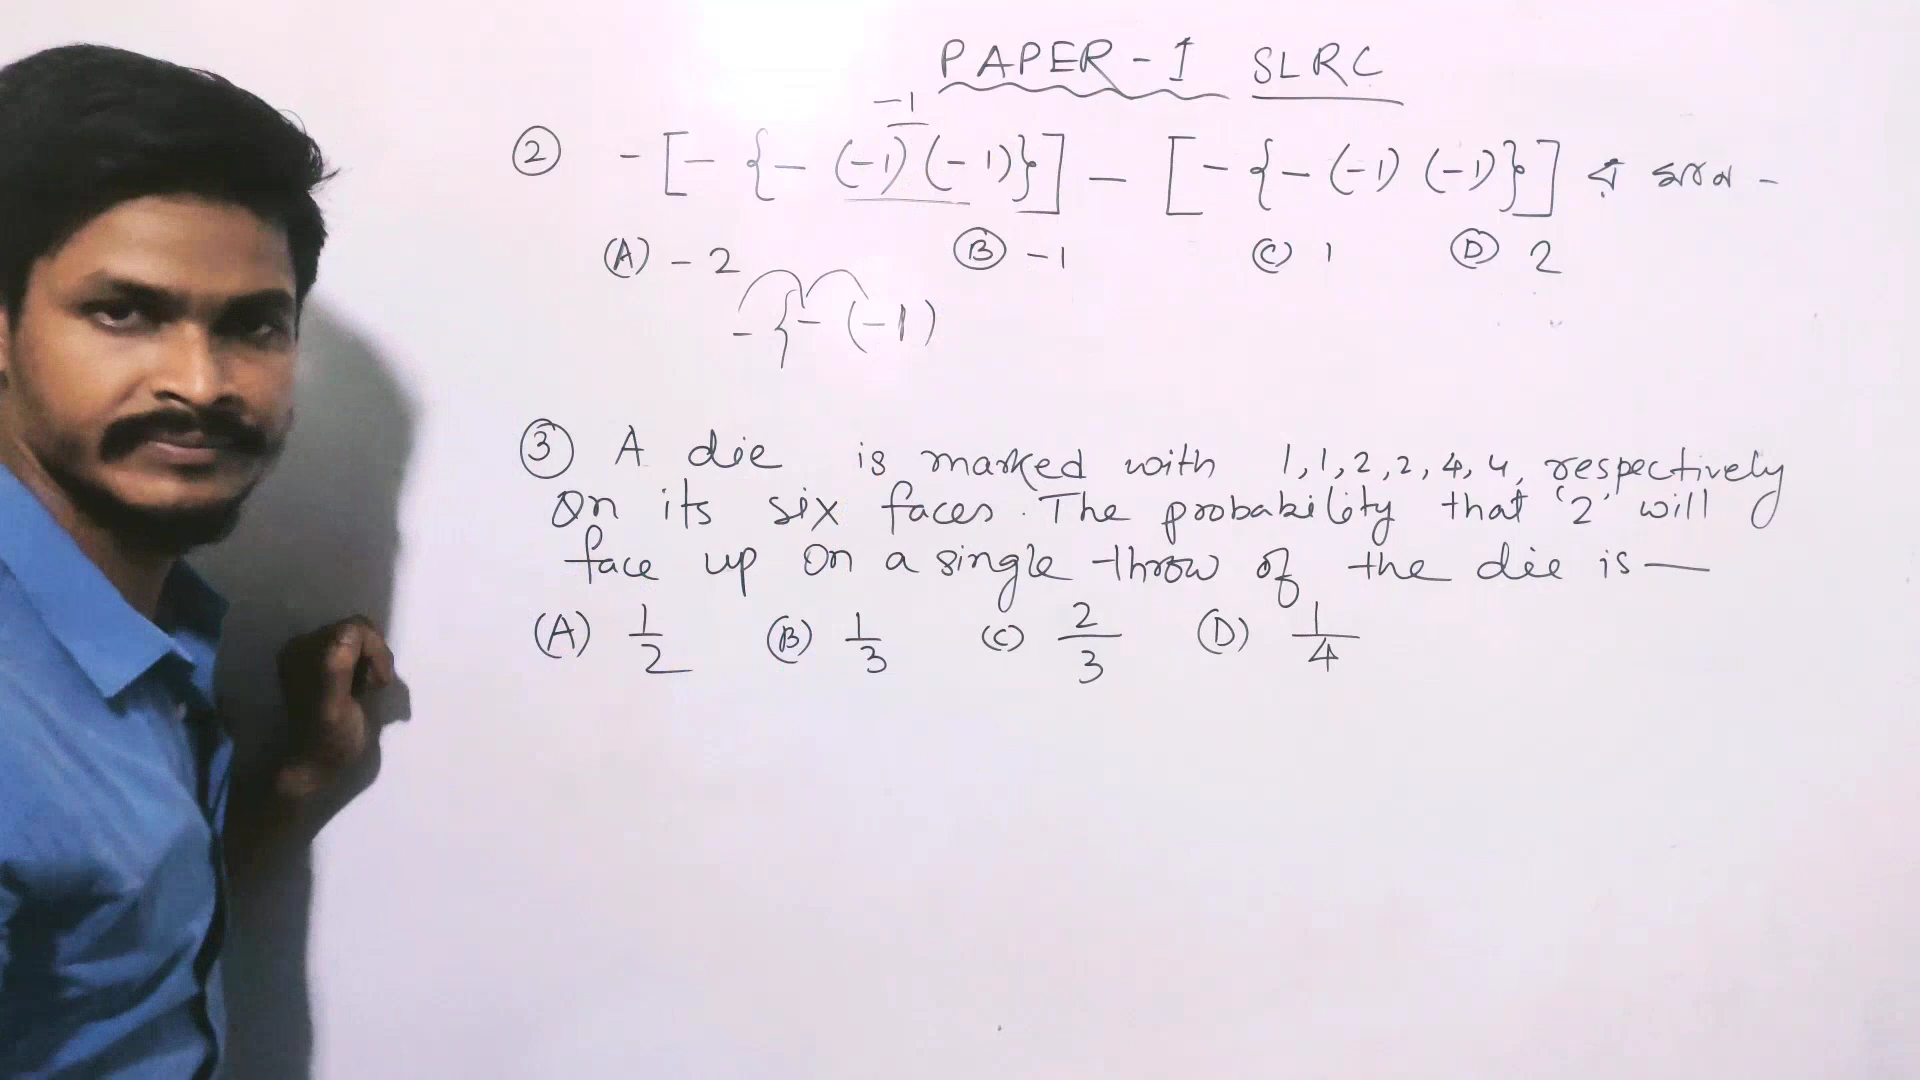 PAPER - I SLRC
-1
② - [- {- (-1) (-1)}] - [- {- (-1) (-1)}] র মান -
(A) - 2 (B) -1 (C) 1 (D) 2
- { - (-1)
③ A die is marked with 1, 1, 2, 2, 4, 4, respectively
on its six faces. The probability that '2' will
face up on a single throw of the die is —
(A) 1/2 (B) 1/3 (C) 2/3 (D) 1/4